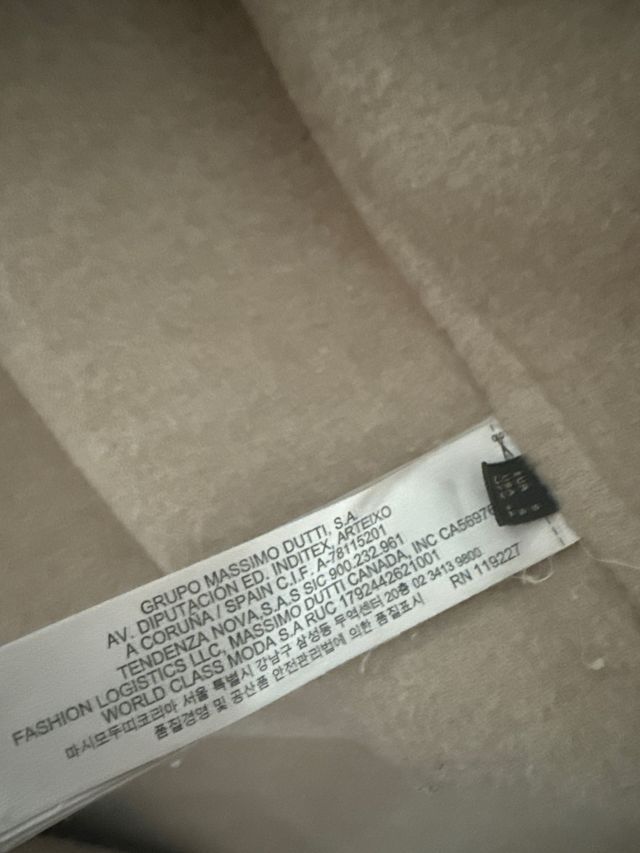 GRUPO MASSIMO DUTTI, S.A.
AV. DIPUTACIÓN ED. INDITEX, ARTEIXO
A CORUÑA / SPAIN C.I.F. A-78115201
TENDENZA NOVA,S.A.S SIC 900.232.961
FASHION LOGISTICS LLC, MASSIMO DUTTI CANADA, INC CA5697
WORLD CLASS MODA S.A RUC 1792442621001
마시모두띠코리아 서울 특별시 강남구 삼성동 무역센터 20층 02 3413 9800
품질경영 및 공산품 안전관리법에 의한 품질표시 RN 119227